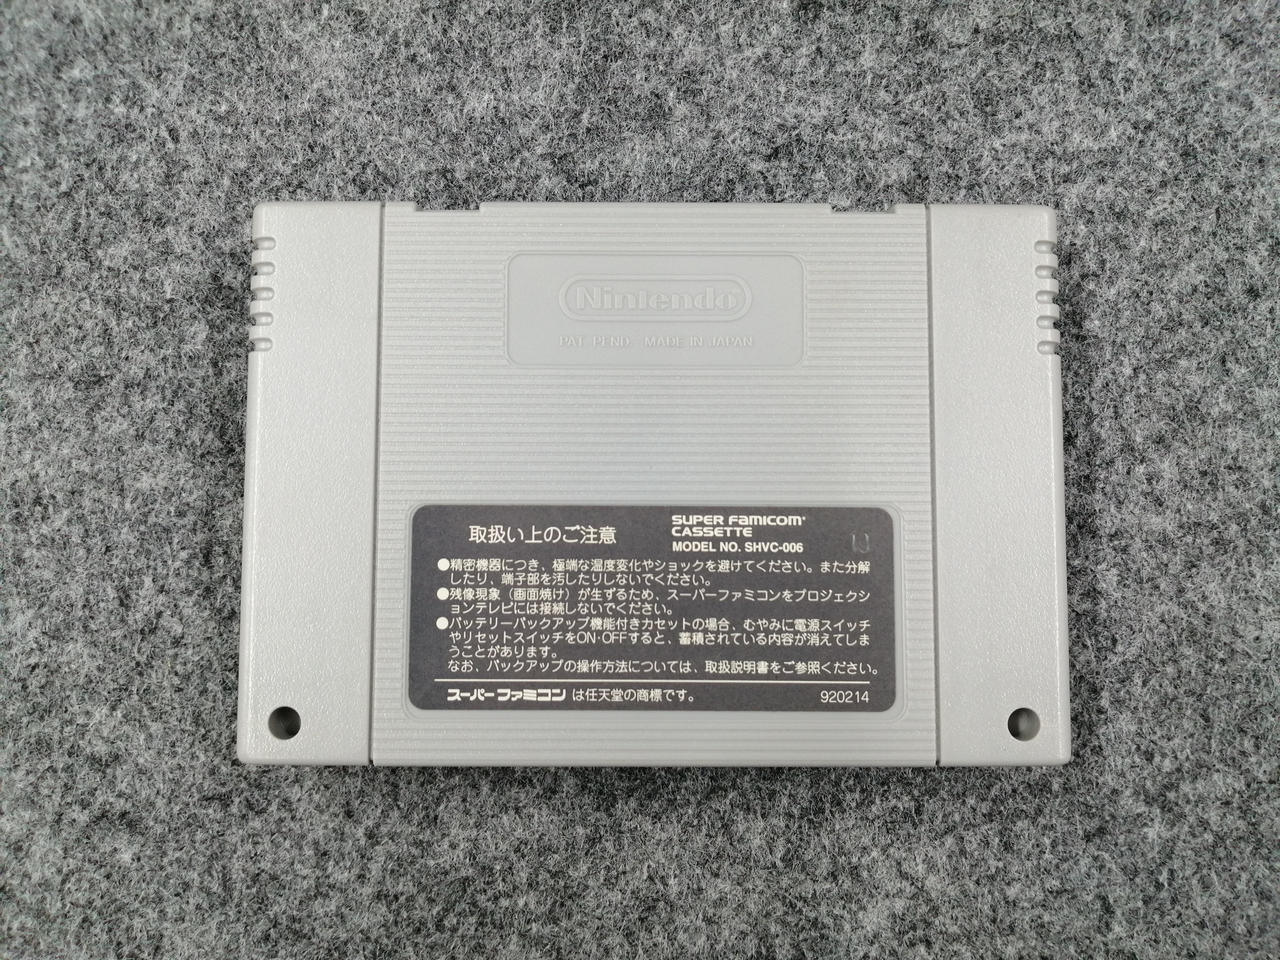 Nintendo
PAT. PEND. MADE IN JAPAN
取扱い上のご注意
SUPER FAMICOM
CASSETTE
MODEL NO. SHVC-006
●精密機器につき、極端な温度変化やショックを避けてください。また分解
したり、端子部を汚したりしないでください。
●残像現象（画面焼け）が生ずるため、スーパーファミコンをプロジェクシ
ョンテレビには接続しないでください。
●バッテリーバックアップ機能付きカセットの場合、むやみに電源スイッチ
やリセットスイッチをON・OFFすると、蓄積されている内容が消えてしま
うことがあります。
なお、バックアップの操作方法については、取扱説明書をご参照ください。
スーパーファミコン は任天堂の商標です。
920214